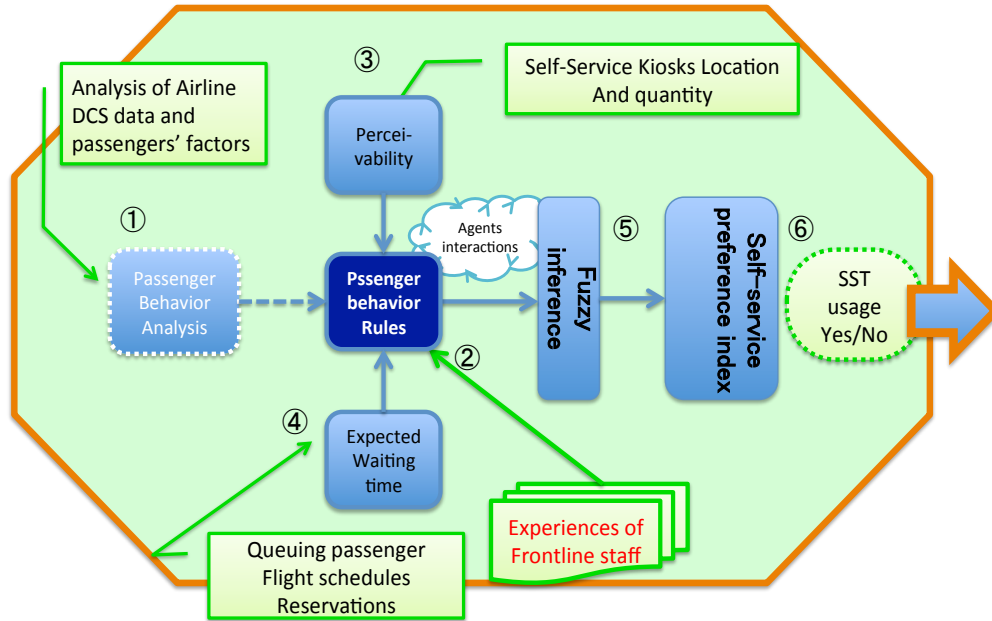 ③
Analysis of Airline
DCS data and
passengers’ factors
Self-Service Kiosks Location
And quantity
Percei-
vability
①
Agents
interactions
⑤
⑥
Passenger
Behavior
Analysis
Pssenger
behavior
Rules
Fuzzy
inference
Self-service
preference index
SST
usage
Yes/No
②
④
Expected
Waiting
time
Experiences of
Frontline staff
Queuing passenger
Flight schedules
Reservations